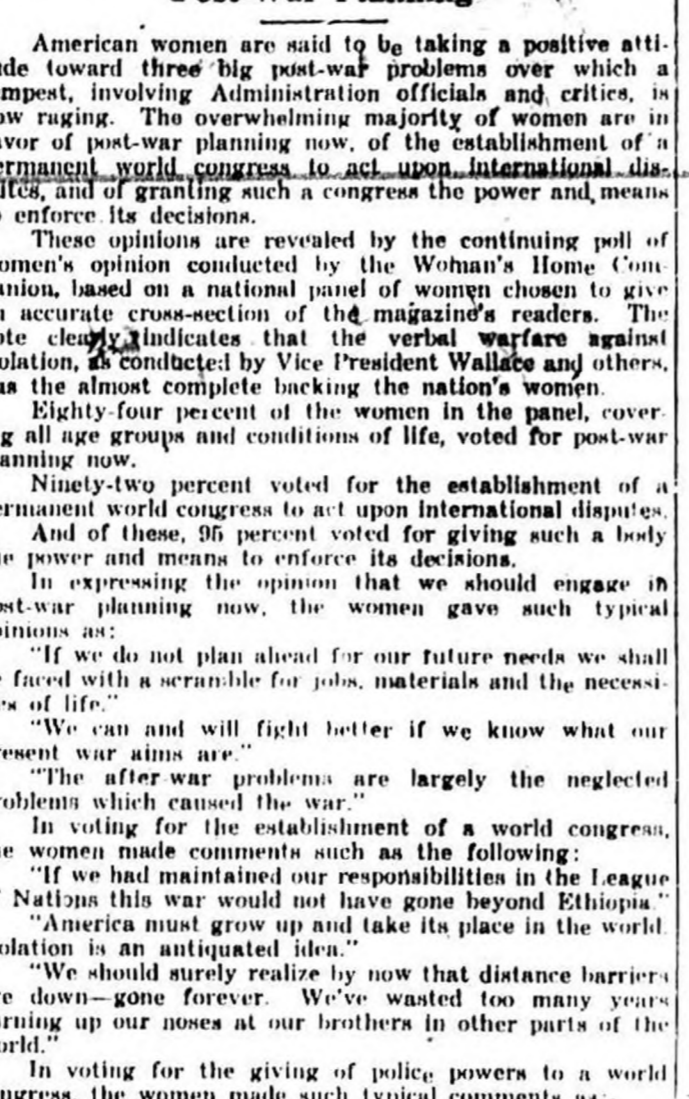 Post-War Planning
American women are said to be taking a positive atti-
ude toward three big post-war problems over which a
mpest, involving Administration officials and critics, is
ow raging. The overwhelming majority of women are in
avor of post-war planning now, of the establishment of a
ermanent world congress to act upon international dis-
utes, and of granting such a congress the power and means
o enforce its decisions.
These opinions are revealed by the continuing poll of
omen's opinion conducted by the Woman's Home Com-
anion, based on a national panel of women chosen to give
n accurate cross-section of the magazine's readers. The
ote clearly indicates that the verbal warfare against
olation, as conducted by Vice President Wallace and others,
as the almost complete backing the nation's women.
Eighty-four percent of the women in the panel, cover-
g all age groups and conditions of life, voted for post-war
anning now.
Ninety-two percent voted for the establishment of a
ermanent world congress to act upon international disputes.
And of these, 95 percent voted for giving such a body
he power and means to enforce its decisions.
In expressing the opinion that we should engage in
ost-war planning now, the women gave such typical
pinions as:
"If we do not plan ahead for our future needs we shall
e faced with a scramble for jobs, materials and the necessi-
es of life."
"We can and will fight better if we know what our
resent war aims are."
"The after-war problems are largely the neglected
roblems which caused the war."
In voting for the establishment of a world congress,
he women made comments such as the following:
"If we had maintained our responsibilities in the League
f Nations this war would not have gone beyond Ethiopia."
"America must grow up and take its place in the world.
olation is an antiquated idea."
"We should surely realize by now that distance barriers
re down—gone forever. We've wasted too many years
urning up our noses at our brothers in other parts of the
orld."
In voting for the giving of police powers to a world
ongress, the women made such typical comments as: